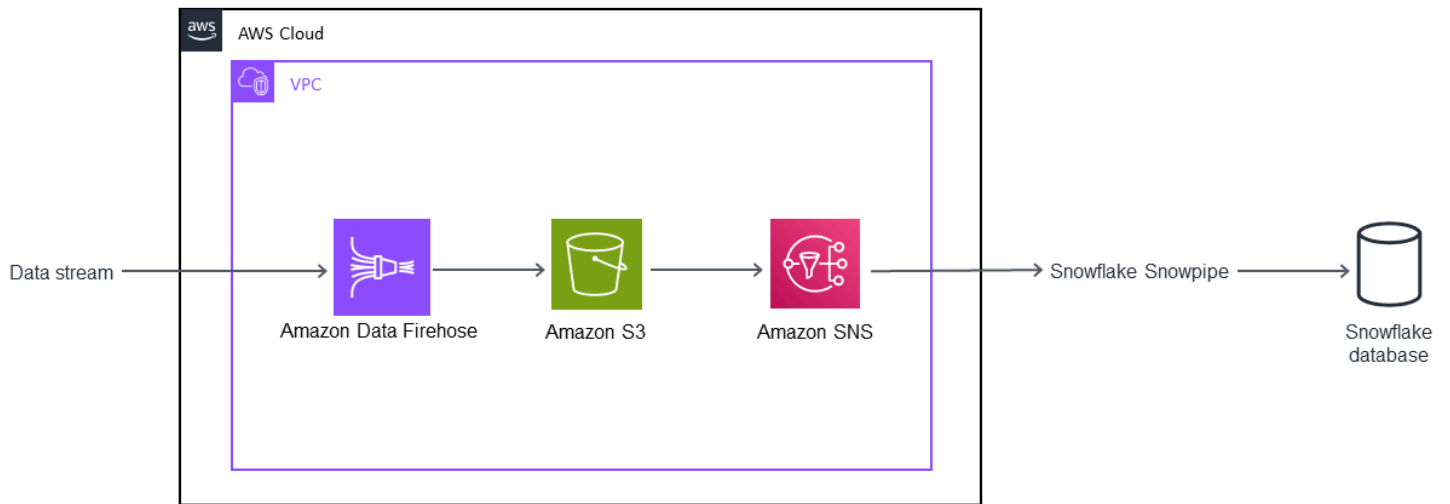 aws
AWS Cloud
VPC
Data stream
Amazon Data Firehose
Amazon S3
Amazon SNS
Snowflake Snowpipe
Snowflake
database